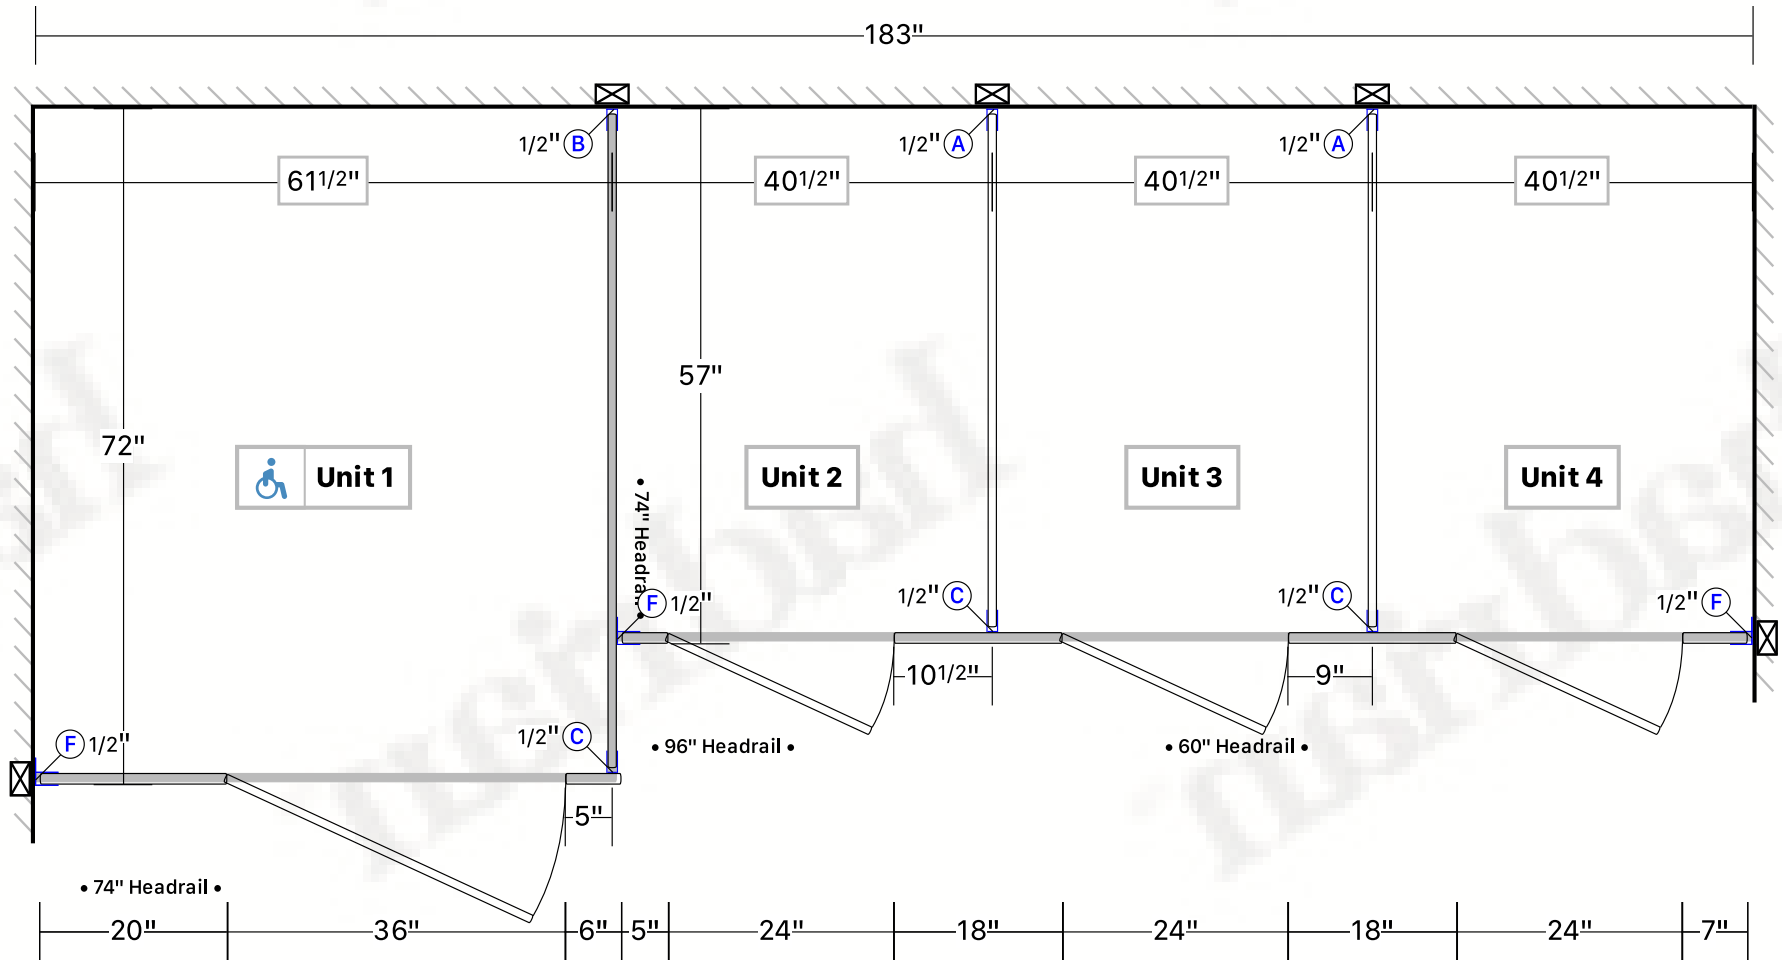 183"
1/2" B
1/2" A
1/2" A
61 1/2"
40 1/2"
40 1/2"
40 1/2"
57"
72"
Unit 1
Unit 2
Unit 3
Unit 4
• 74" Headrail •
F 1/2"
1/2" C
1/2" C
1/2" F
10 1/2"
9"
F 1/2"
1/2" C
• 96" Headrail •
• 60" Headrail •
5"
• 74" Headrail •
20" 36" 6" 5" 24" 18" 24" 18" 24" 7"